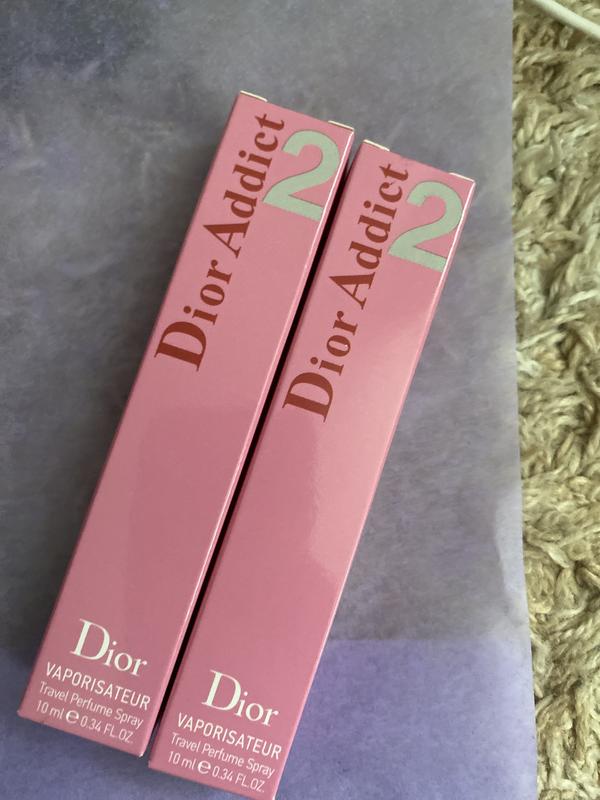 Dior Addict
2
Dior
VAPORISATEUR
Travel Perfume Spray
10 ml ℮ 0.34 FL.OZ.
Dior Addict
2
Dior
VAPORISATEUR
Travel Perfume Spray
10 ml ℮ 0.34 FL.OZ.